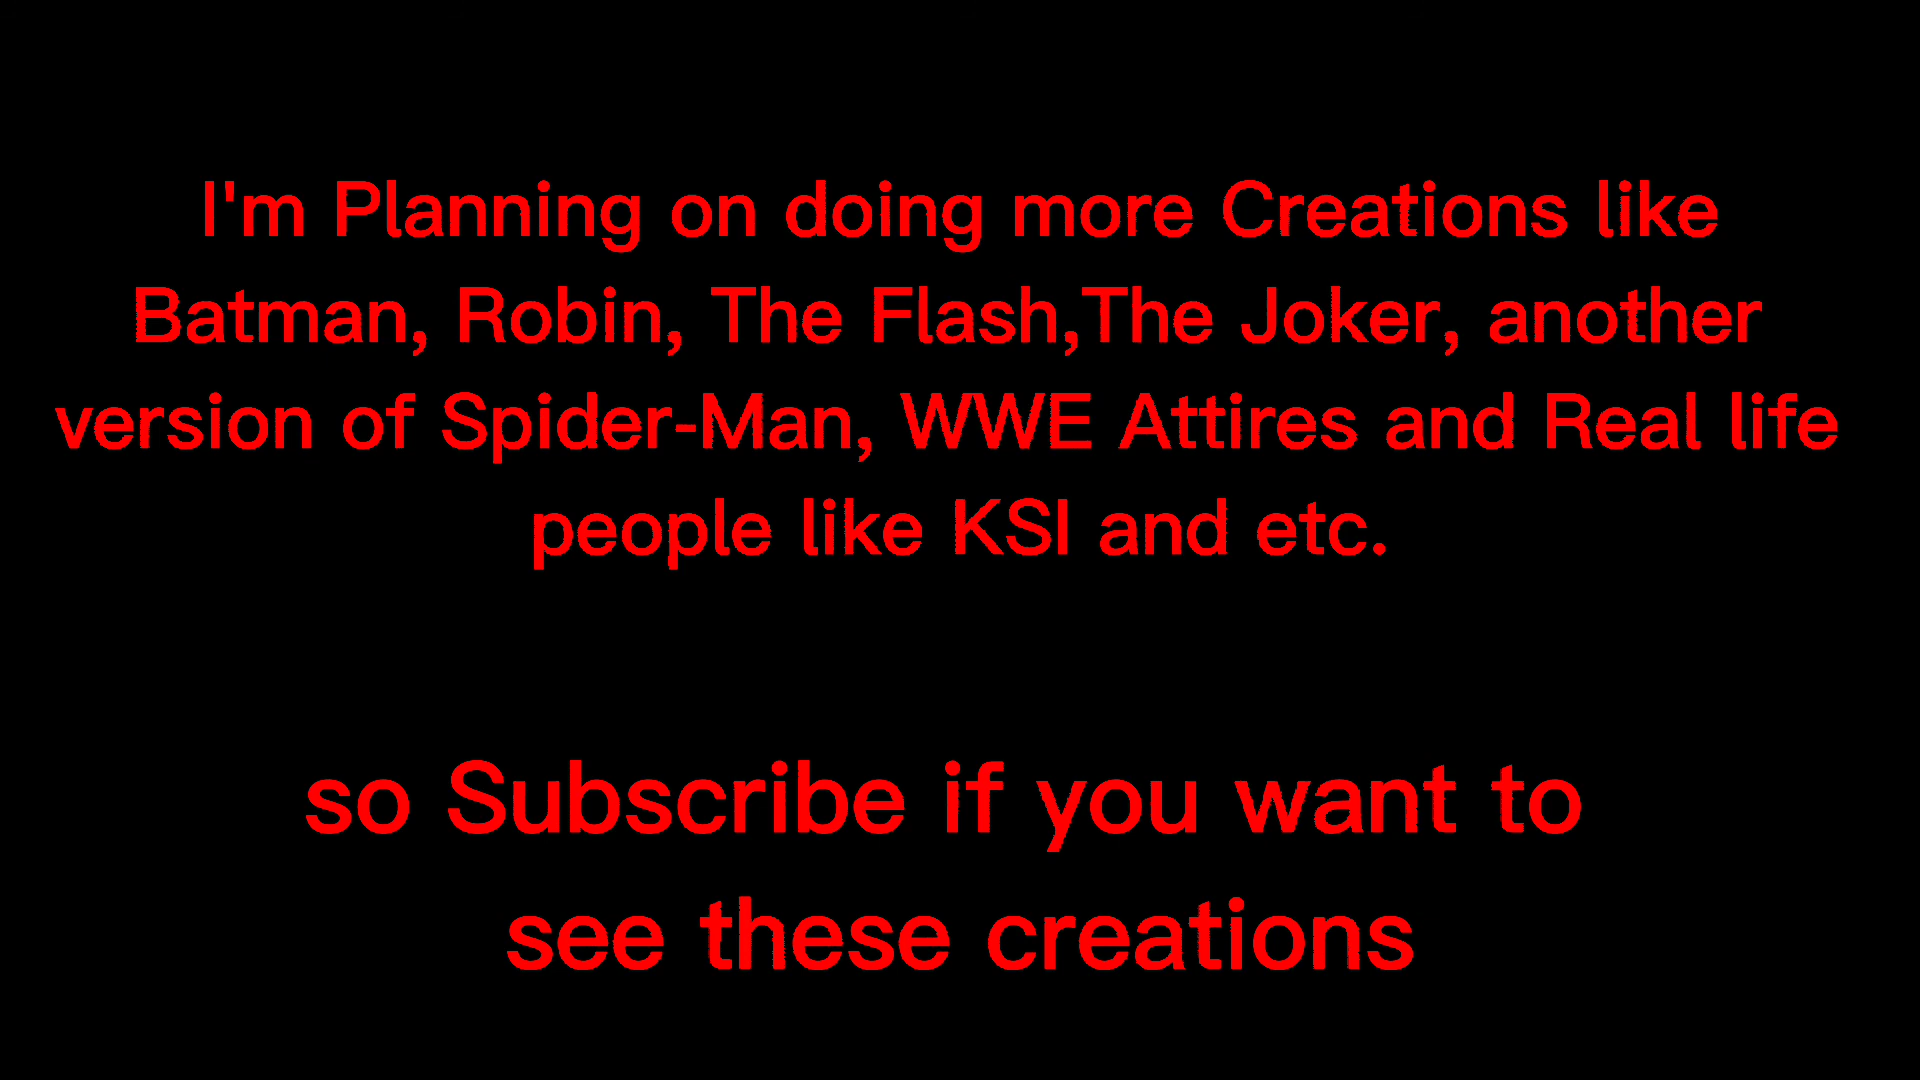 I'm Planning on doing more Creations like
Batman, Robin, The Flash,The Joker, another
version of Spider-Man, WWE Attires and Real life
people like KSI and etc.
so Subscribe if you want to
see these creations